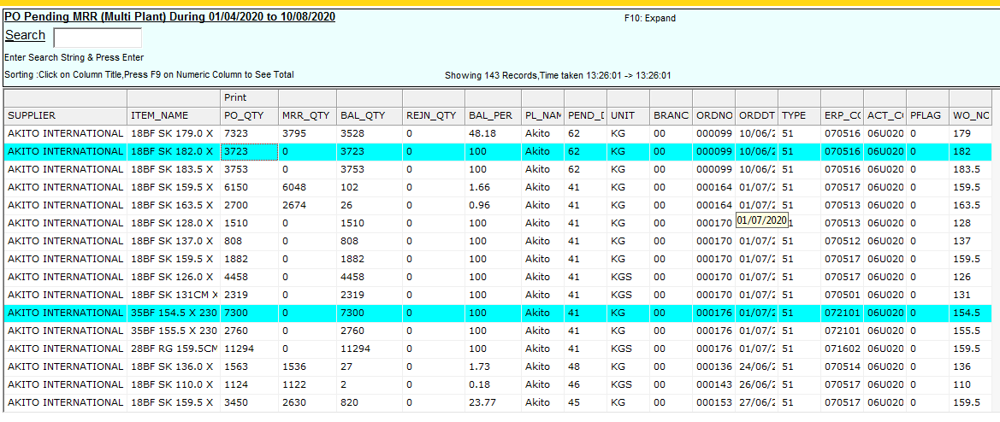 PO Pending MRR (Multi Plant) During 01/04/2020 to 10/08/2020 F10: Expand
Search
Enter Search String & Press Enter
Sorting :Click on Column Title,Press F9 on Numeric Column to See Total Showing 143 Records,Time taken 13:26:01 -> 13:26:01
Print
SUPPLIER ITEM_NAME PO_QTY MRR_QTY BAL_QTY REJN_QTY BAL_PER PL_NAM PEND_D UNIT BRANC ORDNO ORDDT TYPE ERP_CO ACT_CO PFLAG WO_NO
AKITO INTERNATIONAL 18BF SK 179.0 X 7323 3795 3528 0 48.18 Akito 62 KG 00 000099 10/06/2 51 070516 06U020 0 179
AKITO INTERNATIONAL 18BF SK 182.0 X 3723 0 3723 0 100 Akito 62 KG 00 000099 10/06/2 51 070516 06U020 0 182
AKITO INTERNATIONAL 18BF SK 183.5 X 3753 0 3753 0 100 Akito 62 KG 00 000099 10/06/2 51 070516 06U020 0 183.5
AKITO INTERNATIONAL 18BF SK 159.5 X 6150 6048 102 0 1.66 Akito 41 KG 00 000164 01/07/2 51 070517 06U020 0 159.5
AKITO INTERNATIONAL 18BF SK 163.5 X 2700 2674 26 0 0.96 Akito 41 KG 00 000164 01/07/2 51 070513 06U020 0 163.5
AKITO INTERNATIONAL 18BF SK 128.0 X 1510 0 1510 0 100 Akito 41 KG 00 000170 01/07/2020 1 070513 06U020 0 128
AKITO INTERNATIONAL 18BF SK 137.0 X 808 0 808 0 100 Akito 41 KG 00 000170 01/07/2 51 070512 06U020 0 137
AKITO INTERNATIONAL 18BF SK 159.5 X 1882 0 1882 0 100 Akito 41 KG 00 000170 01/07/2 51 070517 06U020 0 159.5
AKITO INTERNATIONAL 18BF SK 126.0 X 4458 0 4458 0 100 Akito 41 KGS 00 000170 01/07/2 51 070517 06U020 0 126
AKITO INTERNATIONAL 18BF SK 131CM X 2319 0 2319 0 100 Akito 41 KGS 00 000170 01/07/2 51 070501 06U020 0 131
AKITO INTERNATIONAL 35BF 154.5 X 230 7300 0 7300 0 100 Akito 41 KG 00 000176 01/07/2 51 072101 06U020 0 154.5
AKITO INTERNATIONAL 35BF 155.5 X 230 2760 0 2760 0 100 Akito 41 KG 00 000176 01/07/2 51 072101 06U020 0 155.5
AKITO INTERNATIONAL 28BF RG 159.5CM 11294 0 11294 0 100 Akito 41 KGS 00 000176 01/07/2 51 071602 06U020 0 159.5
AKITO INTERNATIONAL 18BF SK 136.0 X 1563 1536 27 0 1.73 Akito 48 KG 00 000136 24/06/2 51 070514 06U020 0 136
AKITO INTERNATIONAL 18BF SK 110.0 X 1124 1122 2 0 0.18 Akito 46 KGS 00 000143 26/06/2 51 070517 06U020 0 110
AKITO INTERNATIONAL 18BF SK 159.5 X 3450 2630 820 0 23.77 Akito 45 KG 00 000153 27/06/2 51 070517 06U020 0 159.5